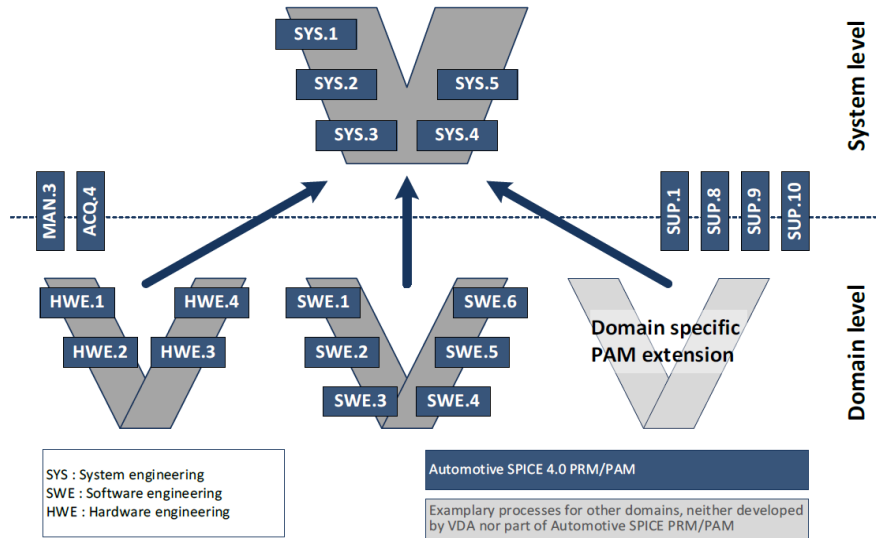 SYS.1
SYS.2
SYS.5
SYS.3
SYS.4
System level
MAN.3
ACQ.4
SUP.1
SUP.8
SUP.9
SUP.10
HWE.1
HWE.4
HWE.2
HWE.3
SWE.1
SWE.6
SWE.2
SWE.5
SWE.3
SWE.4
Domain specific
PAM extension
Domain level
SYS : System engineering
SWE : Software engineering
HWE : Hardware engineering
Automotive SPICE 4.0 PRM/PAM
Examplary processes for other domains, neither developed
by VDA nor part of Automotive SPICE PRM/PAM